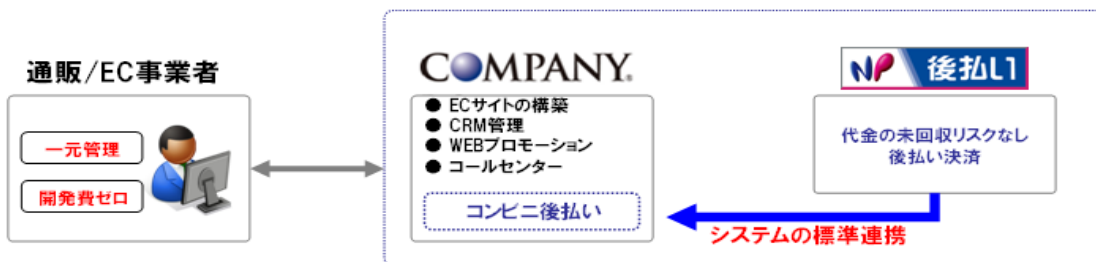 通販/EC事業者
一元管理
開発費ゼロ
COMPANY.
● ECサイトの構築
● CRM管理
● WEBプロモーション
● コールセンター
コンビニ後払い
NP 後払い
代金の未回収リスクなし
後払い決済
システムの標準連携